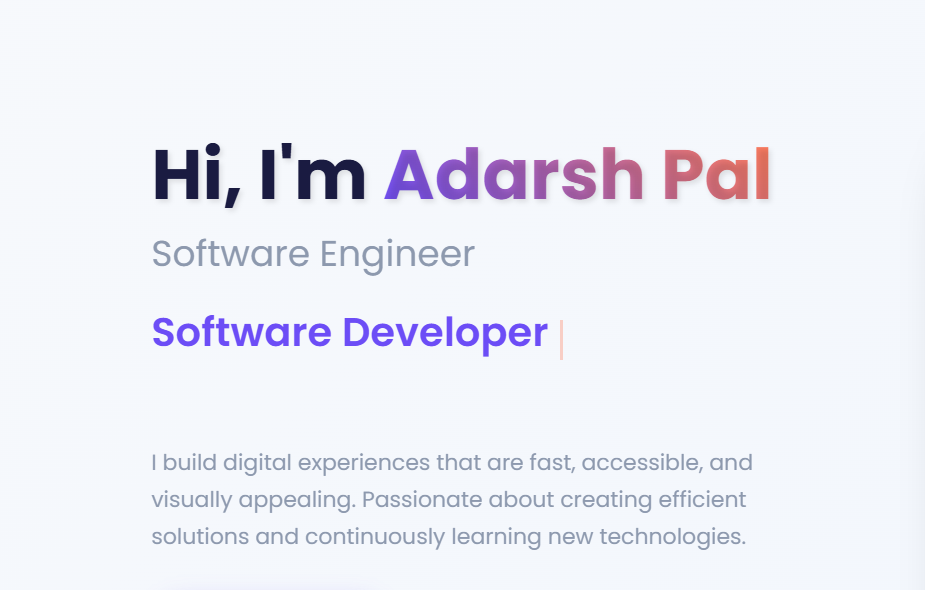 Hi, I'm Adarsh Pal
Software Engineer
Software Developer
I build digital experiences that are fast, accessible, and
visually appealing. Passionate about creating efficient
solutions and continuously learning new technologies.